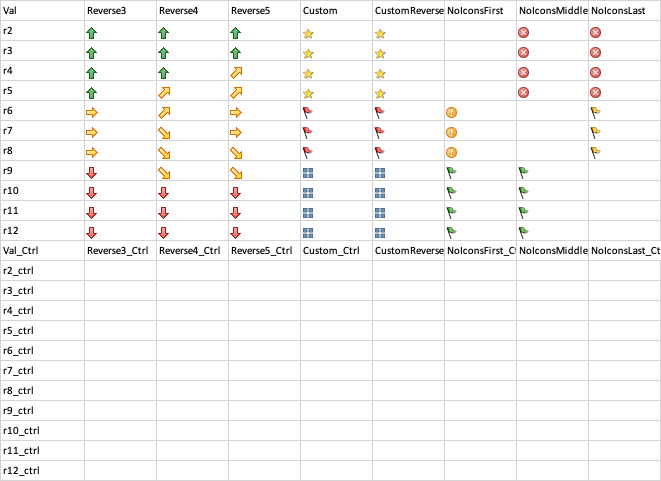 Val Reverse3 Reverse4 Reverse5 Custom CustomReverse NoIconsFirst NoIconsMiddle NoIconsLast
r2
r3
r4
r5
r6
r7
r8
r9
r10
r11
r12
Val_Ctrl Reverse3_Ctrl Reverse4_Ctrl Reverse5_Ctrl Custom_Ctrl CustomReverse NoIconsFirst_Ct NoIconsMiddle NoIconsLast_Ct
r2_ctrl
r3_ctrl
r4_ctrl
r5_ctrl
r6_ctrl
r7_ctrl
r8_ctrl
r9_ctrl
r10_ctrl
r11_ctrl
r12_ctrl